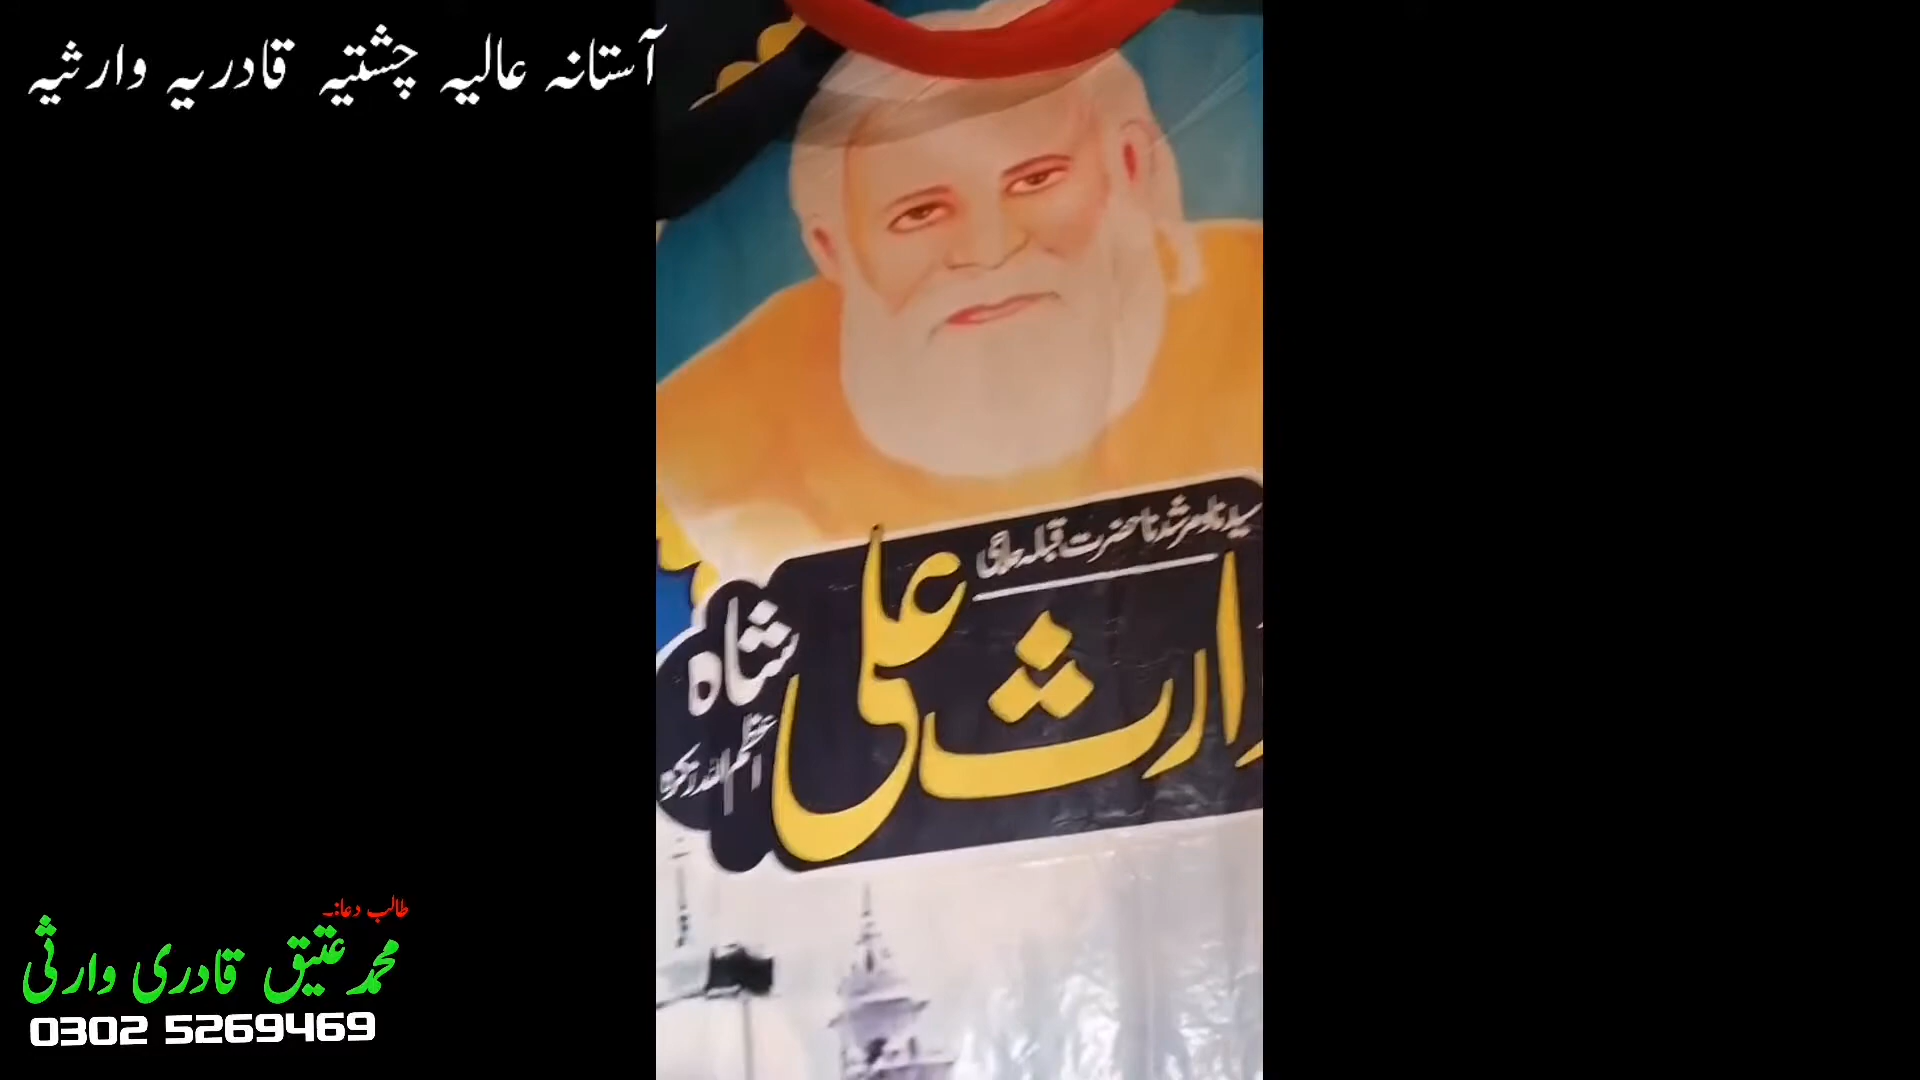 آستانہ عالیہ چشتیہ قادریہ وارثیہ
سیدنا و مرشدنا حضرت قبلہ حاجی
وارث علی شاہ
طالب دعا:۔
محمد عتیق قادری وارثی
0302 5269469